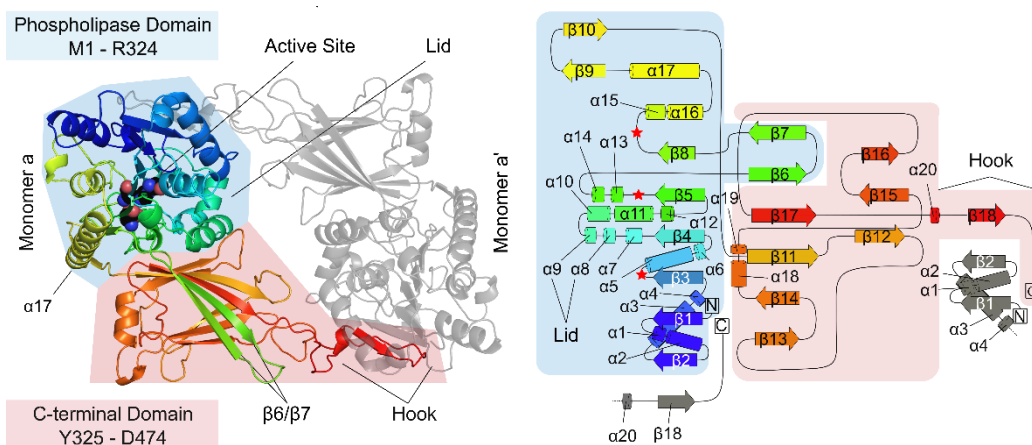 Phospholipase Domain
M1 - R324
Active Site
Lid
Monomer a
Monomer a'
α17
C-terminal Domain
Y325 - D474
β6/β7
Hook
β10
β9
α17
α15
α16
β7
β8
β6
α14
α13
α10
β5
α11
α12
α19
β4
α9
α8
α7
α5
α6
β3
Lid
α4
α3
N
β1
C
α1
α2
β2
α20
β18
β16
α20
Hook
β15
β17
β18
β12
β11
α18
β14
β13
β2
α2
α1
β1
C
N
α3
α4